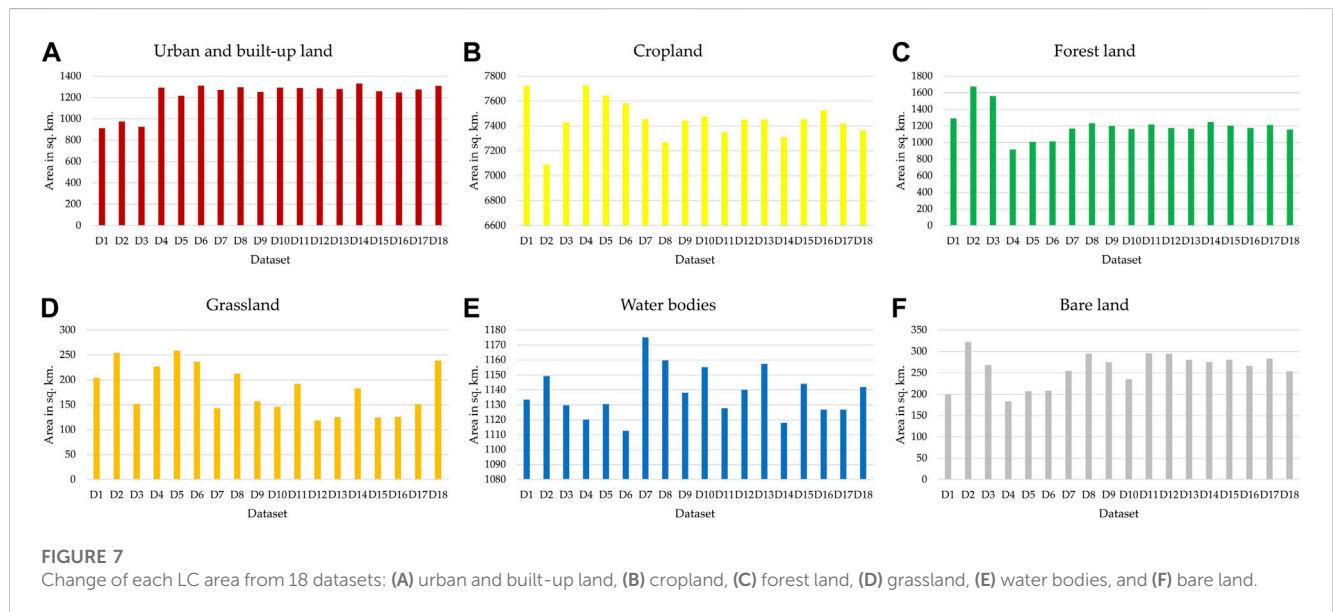 A
Urban and built-up land
Area in sq. km.
1400
1200
1000
800
600
400
200
0
D1 D2 D3 D4 D5 D6 D7 D8 D9 D10 D11 D12 D13 D14 D15 D16 D17 D18
Dataset
B
Cropland
Area in sq. km.
7800
7600
7400
7200
7000
6800
6600
D1 D2 D3 D4 D5 D6 D7 D8 D9 D10 D11 D12 D13 D14 D15 D16 D17 D18
Dataset
C
Forest land
Area in sq. km.
1800
1600
1400
1200
1000
800
600
400
200
0
D1 D2 D3 D4 D5 D6 D7 D8 D9 D10 D11 D12 D13 D14 D15 D16 D17 D18
Dataset
D
Grassland
Area in sq. km.
300
250
200
150
100
50
0
D1 D2 D3 D4 D5 D6 D7 D8 D9 D10 D11 D12 D13 D14 D15 D16 D17 D18
Dataset
E
Water bodies
Area in sq. km.
1180
1170
1160
1150
1140
1130
1120
1110
1100
1090
1080
D1 D2 D3 D4 D5 D6 D7 D8 D9 D10 D11 D12 D13 D14 D15 D16 D17 D18
Dataset
F
Bare land
Area in sq. km.
350
300
250
200
150
100
50
0
D1 D2 D3 D4 D5 D6 D7 D8 D9 D10 D11 D12 D13 D14 D15 D16 D17 D18
Dataset
FIGURE 7
Change of each LC area from 18 datasets: (A) urban and built-up land, (B) cropland, (C) forest land, (D) grassland, (E) water bodies, and (F) bare land.